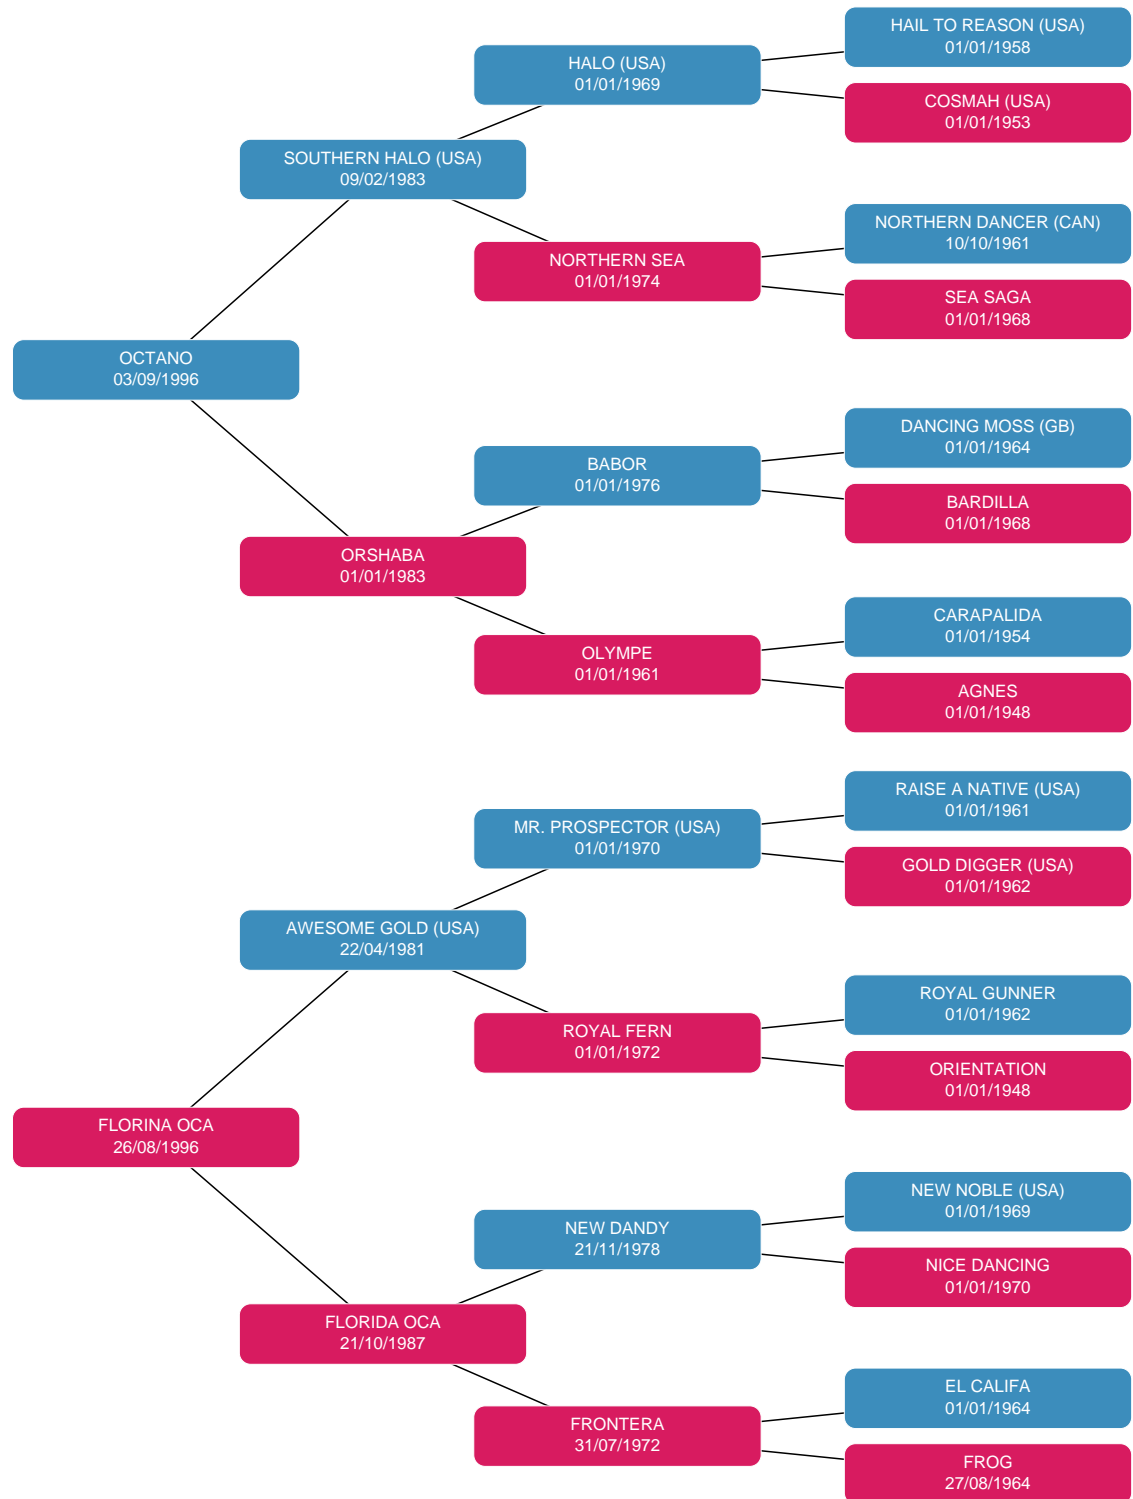 HAIL TO REASON (USA)
01/01/1958
HALO (USA)
01/01/1969
COSMAH (USA)
01/01/1953
SOUTHERN HALO (USA)
09/02/1983
NORTHERN DANCER (CAN)
10/10/1961
NORTHERN SEA
01/01/1974
SEA SAGA
01/01/1968
OCTANO
03/09/1996
DANCING MOSS (GB)
01/01/1964
BABOR
01/01/1976
BARDILLA
01/01/1968
ORSHABA
01/01/1983
CARAPALIDA
01/01/1954
OLYMPE
01/01/1961
AGNES
01/01/1948
RAISE A NATIVE (USA)
01/01/1961
MR. PROSPECTOR (USA)
01/01/1970
GOLD DIGGER (USA)
01/01/1962
AWESOME GOLD (USA)
22/04/1981
ROYAL GUNNER
01/01/1962
ROYAL FERN
01/01/1972
ORIENTATION
01/01/1948
FLORINA OCA
26/08/1996
NEW NOBLE (USA)
01/01/1969
NEW DANDY
21/11/1978
NICE DANCING
01/01/1970
FLORIDA OCA
21/10/1987
EL CALIFA
01/01/1964
FRONTERA
31/07/1972
FROG
27/08/1964